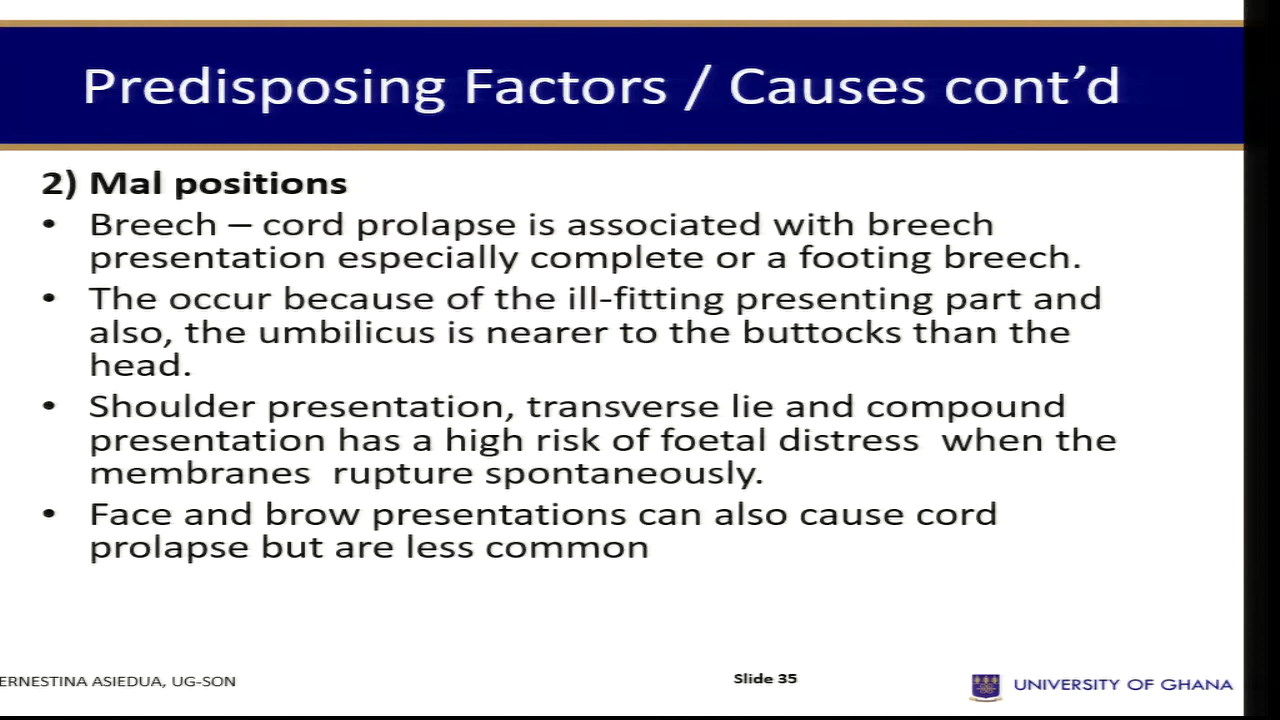 Predisposing Factors / Causes cont’d
2) Mal positions
• Breech – cord prolapse is associated with breech
presentation especially complete or a footing breech.
• The occur because of the ill-fitting presenting part and
also, the umbilicus is nearer to the buttocks than the
head.
• Shoulder presentation, transverse lie and compound
presentation has a high risk of foetal distress when the
membranes rupture spontaneously.
• Face and brow presentations can also cause cord
prolapse but are less common
ERNESTINA ASIEDUA, UG-SON
Slide 35
UNIVERSITY OF GHANA